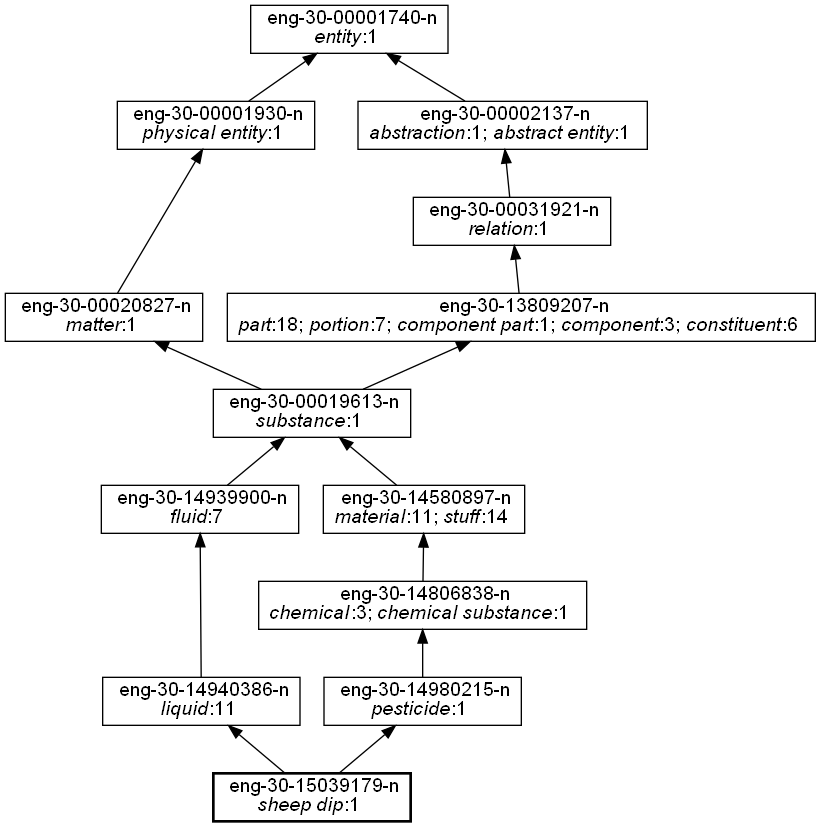 eng-30-00001740-n
entity:1
eng-30-00001930-n
physical entity:1
eng-30-00002137-n
abstraction:1; abstract entity:1
eng-30-00031921-n
relation:1
eng-30-00020827-n
matter:1
eng-30-13809207-n
part:18; portion:7; component part:1; component:3; constituent:6
eng-30-00019613-n
substance:1
eng-30-14939900-n
fluid:7
eng-30-14580897-n
material:11; stuff:14
eng-30-14806838-n
chemical:3; chemical substance:1
eng-30-14940386-n
liquid:11
eng-30-14980215-n
pesticide:1
eng-30-15039179-n
sheep dip:1